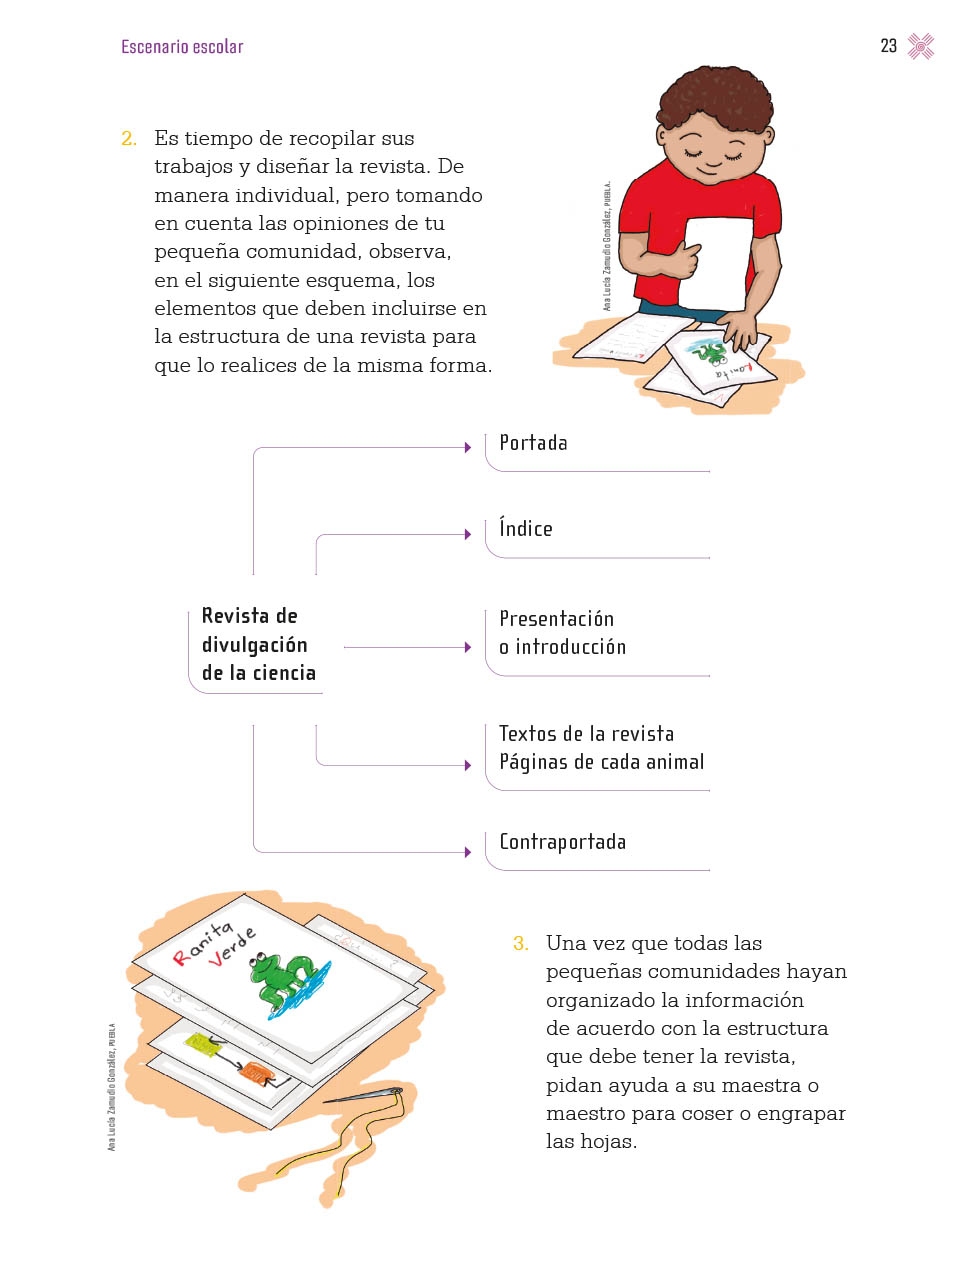 Escenario escolar
23
2. Es tiempo de recopilar sus
trabajos y diseñar la revista. De
manera individual, pero tomando
en cuenta las opiniones de tu
pequeña comunidad, observa,
en el siguiente esquema, los
elementos que deben incluirse en
la estructura de una revista para
que lo realices de la misma forma.
Ana Lucía Zamudio González, PUEBLA.
Ranita
Portada
Índice
Revista de
divulgación
de la ciencia
Presentación
o introducción
Textos de la revista
Páginas de cada animal
Contraportada
Ranita
Verde
Ana Lucía Zamudio González, PUEBLA
3. Una vez que todas las
pequeñas comunidades hayan
organizado la información
de acuerdo con la estructura
que debe tener la revista,
pidan ayuda a su maestra o
maestro para coser o engrapar
las hojas.